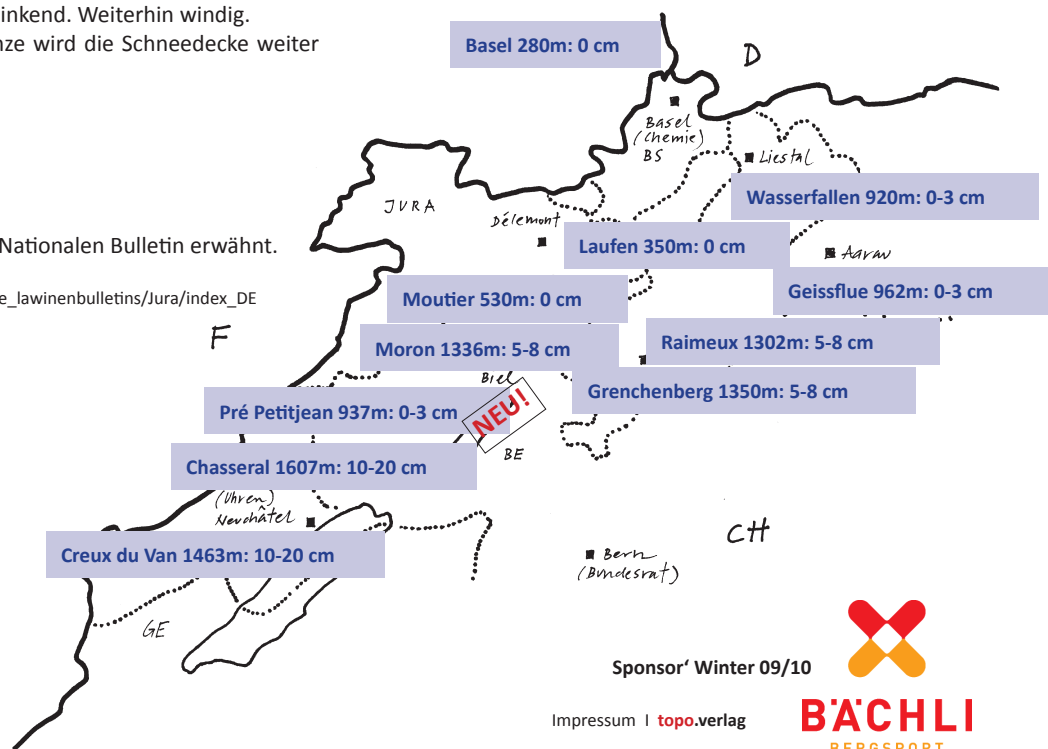 inkend. Weiterhin windig.
nze wird die Schneedecke weiter
Basel 280m: 0 cm
D
Basel
(Chemie)
BS
Liestal
JURA
Wasserfallen 920m: 0-3 cm
Délemont
Nationalen Bulletin erwähnt.
Laufen 350m: 0 cm
Aarau
e_lawinenbulletins/Jura/index_DE
Moutier 530m: 0 cm
Geissflue 962m: 0-3 cm
F
Moron 1336m: 5-8 cm
Raimeux 1302m: 5-8 cm
Biel
Grenchenberg 1350m: 5-8 cm
Pré Petitjean 937m: 0-3 cm
NEU!
BE
Chasseral 1607m: 10-20 cm
(Uhren)
Neuchâtel
CH
Creux du Van 1463m: 10-20 cm
Bern
(Bundesrat)
GE
Sponsor‘ Winter 09/10
Impressum I topo.verlag
BÄCHLI
BERGSPORT